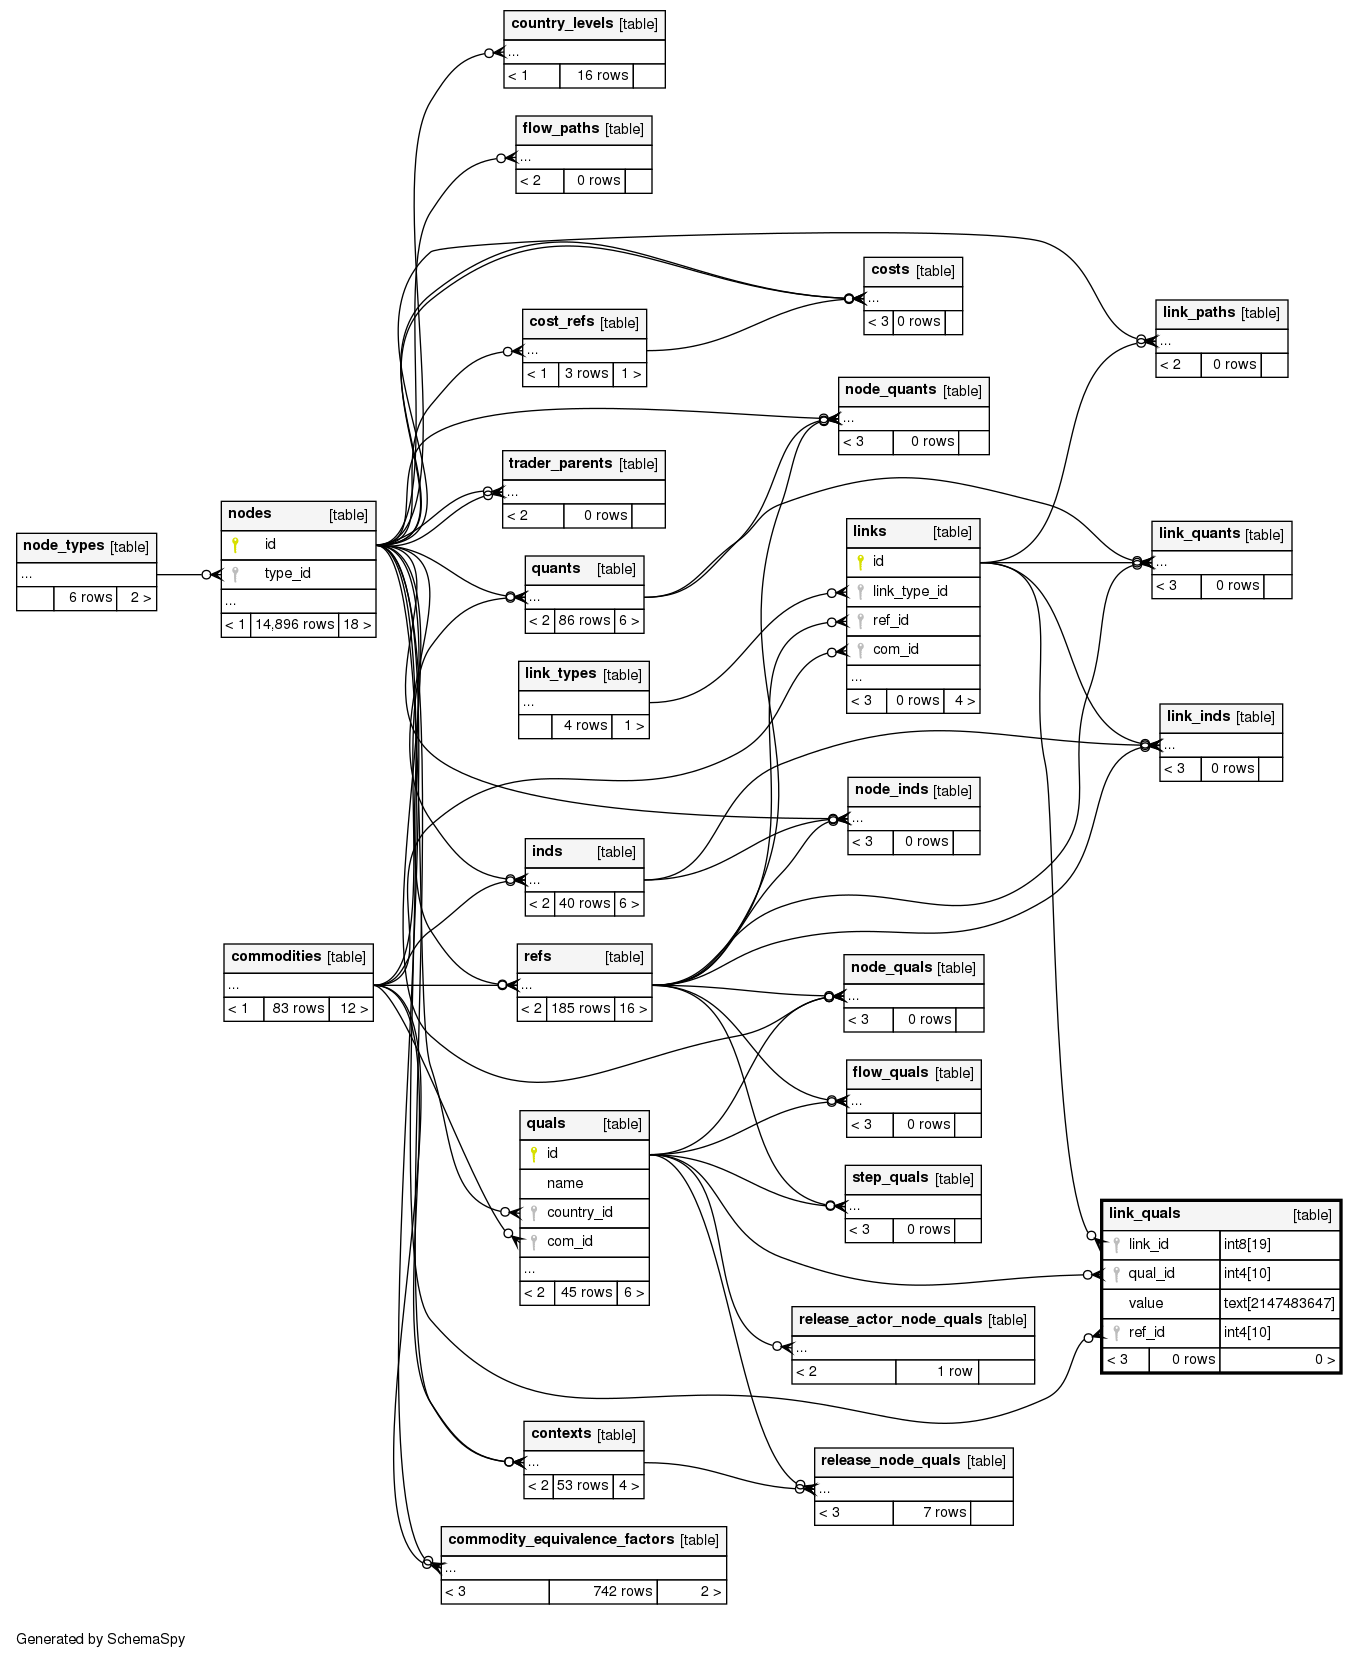 country_levels [table]
...
< 1 16 rows
flow_paths [table]
...
< 2 0 rows
costs [table]
...
< 3 0 rows
link_paths [table]
...
< 2 0 rows
cost_refs [table]
...
< 1 3 rows 1 >
node_quants [table]
...
< 3 0 rows
trader_parents [table]
...
< 2 0 rows
nodes [table]
id
type_id
...
< 1 14,896 rows 18 >
node_types [table]
...
6 rows 2 >
quants [table]
...
< 2 86 rows 6 >
links [table]
id
link_type_id
ref_id
com_id
...
< 3 0 rows 4 >
link_quants [table]
...
< 3 0 rows
link_types [table]
...
4 rows 1 >
link_inds [table]
...
< 3 0 rows
node_inds [table]
...
< 3 0 rows
inds [table]
...
< 2 40 rows 6 >
commodities [table]
...
< 1 83 rows 12 >
refs [table]
...
< 2 185 rows 16 >
node_quals [table]
...
< 3 0 rows
flow_quals [table]
...
< 3 0 rows
quals [table]
id
name
country_id
com_id
...
< 2 45 rows 6 >
step_quals [table]
...
< 3 0 rows
link_quals [table]
link_id int8[19]
qual_id int4[10]
value text[2147483647]
ref_id int4[10]
< 3 0 rows 0 >
release_actor_node_quals [table]
...
< 2 1 row
contexts [table]
...
< 2 53 rows 4 >
release_node_quals [table]
...
< 3 7 rows
commodity_equivalence_factors [table]
...
< 3 742 rows 2 >
Generated by SchemaSpy